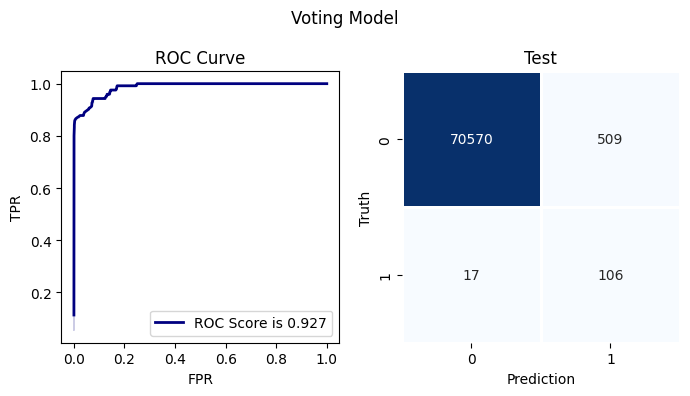 Voting Model
ROC Curve
1.0
0.8
0.6
0.4
0.2
TPR
ROC Score is 0.927
0.0 0.2 0.4 0.6 0.8 1.0
FPR
Test
0 70570 509
Truth
1 17 106
0 1
Prediction